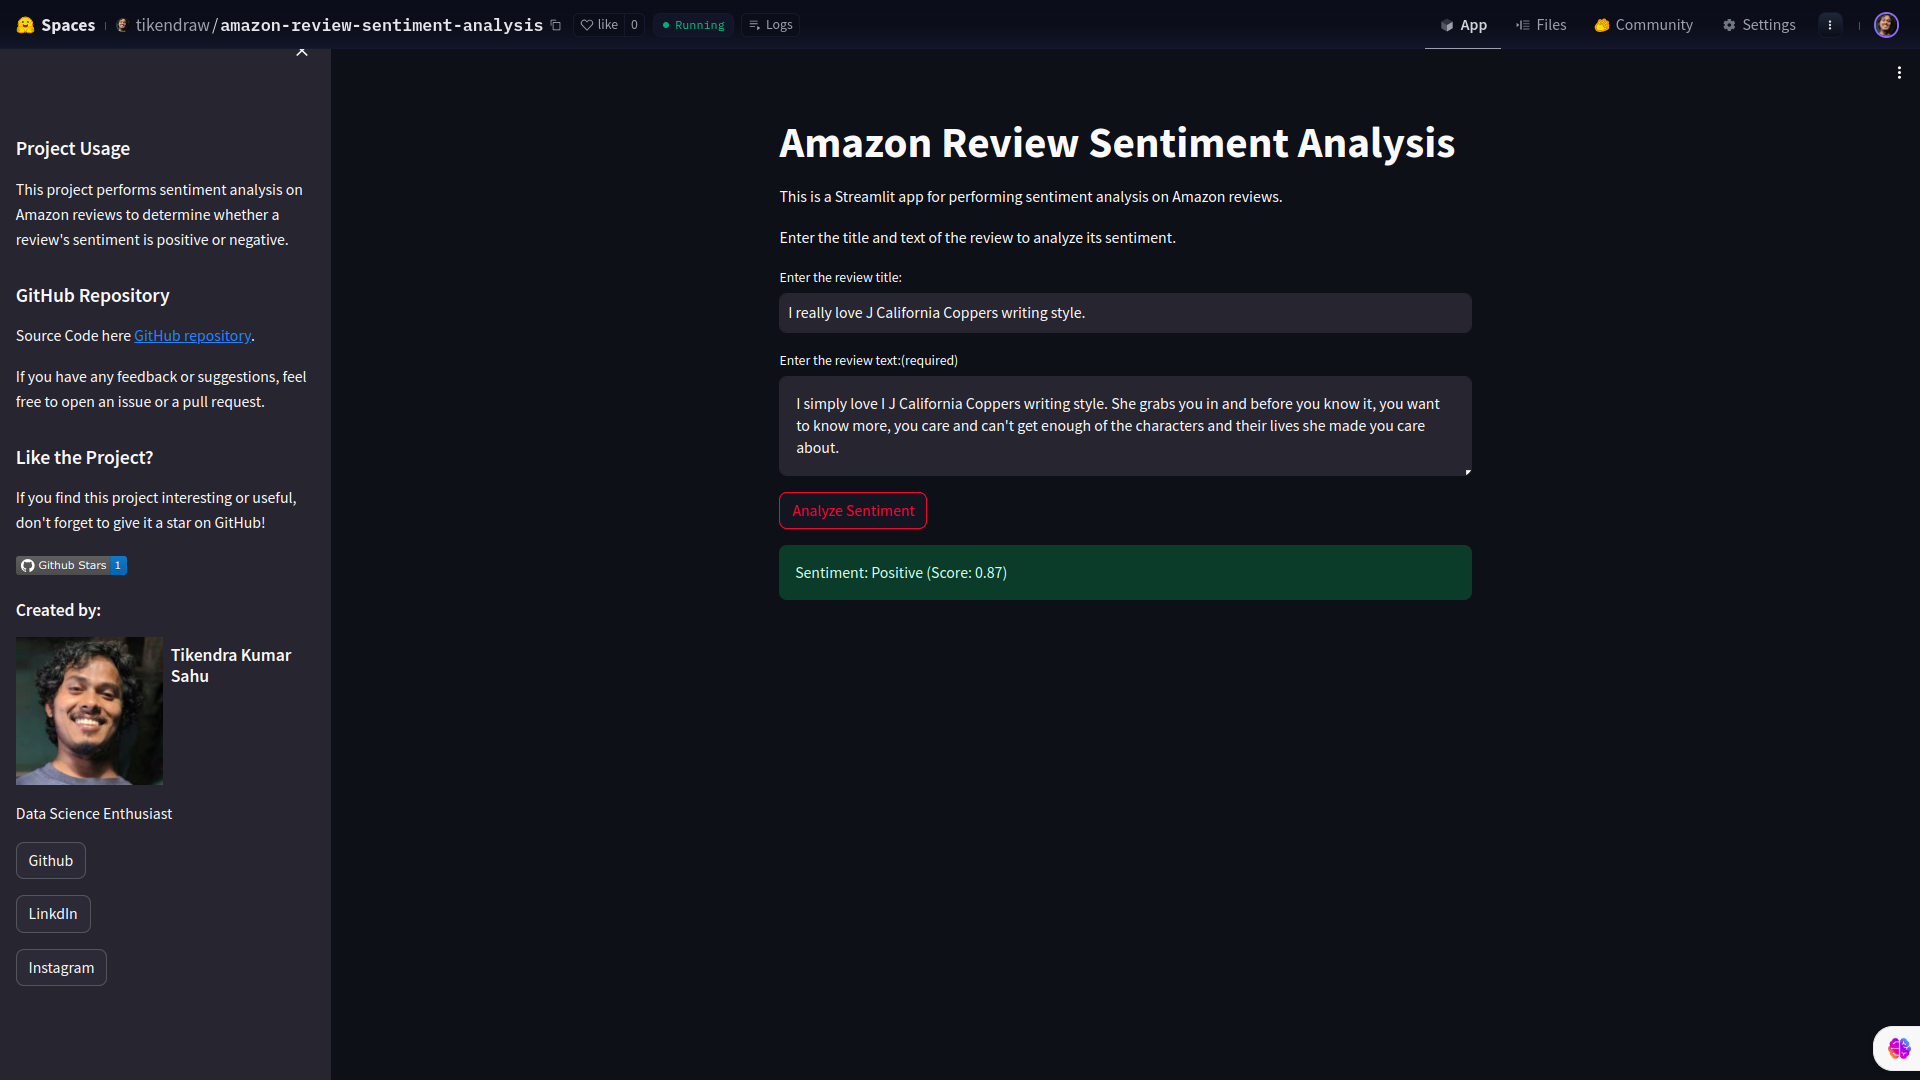 Spaces
tikendraw/amazon-review-sentiment-analysis
like 0
Running
Logs
App
Files
Community
Settings
Project Usage
This project performs sentiment analysis on
Amazon reviews to determine whether a
review's sentiment is positive or negative.
GitHub Repository
Source Code here GitHub repository.
If you have any feedback or suggestions, feel
free to open an issue or a pull request.
Like the Project?
If you find this project interesting or useful,
don't forget to give it a star on GitHub!
Github Stars 1
Created by:
Tikendra Kumar
Sahu
Data Science Enthusiast
Github
LinkdIn
Instagram
Amazon Review Sentiment Analysis
This is a Streamlit app for performing sentiment analysis on Amazon reviews.
Enter the title and text of the review to analyze its sentiment.
Enter the review title:
I really love J California Coppers writing style.
Enter the review text:(required)
I simply love I J California Coppers writing style. She grabs you in and before you know it, you want
to know more, you care and can't get enough of the characters and their lives she made you care
about.
Analyze Sentiment
Sentiment: Positive (Score: 0.87)